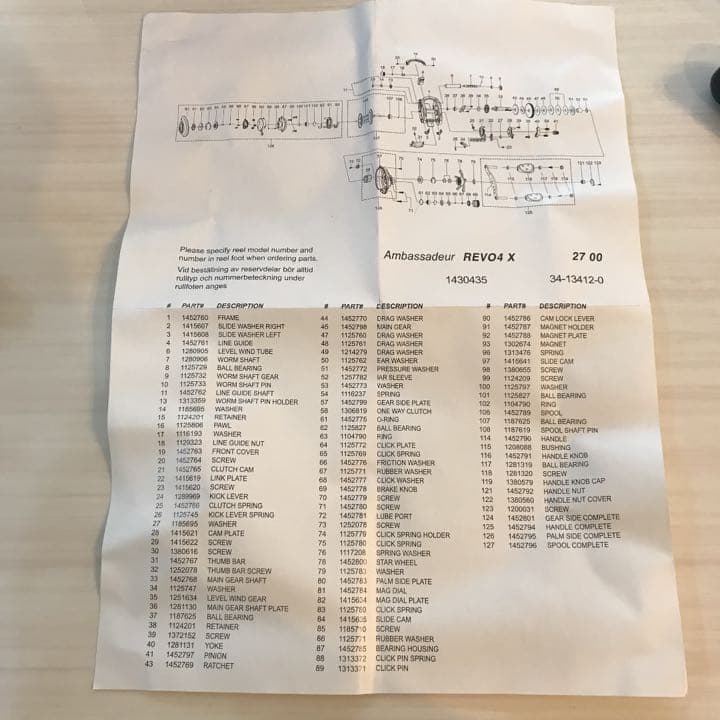 Please specify reel model number and
number in reel foot when ordering parts.
Vid beställning av reservdelar bör alltid
rulltyp och nummerbeteckning under
rullfoten anges
Ambassadeur REVO4 X 27 00
1430435 34-13412-0
# PART# DESCRIPTION
1 1452760 FRAME
2 1415607 SLIDE WASHER RIGHT
3 1415608 SLIDE WASHER LEFT
4 1452761 LINE GUIDE
6 1280905 LEVEL WIND TUBE
7 1280906 WORM SHAFT
8 1125729 BALL BEARING
9 1125732 WORM SHAFT GEAR
10 1125733 WORM SHAFT PIN
11 1452762 LINE GUIDE SHAFT
13 1313359 WORM SHAFT PIN HOLDER
14 1185695 WASHER
15 1124201 RETAINER
16 1125806 PAWL
17 1116193 WASHER
18 1129323 LINE GUIDE NUT
19 1452763 FRONT COVER
20 1452764 SCREW
21 1452765 CLUTCH CAM
22 1415619 LINK PLATE
23 1415620 SCREW
24 1289969 KICK LEVER
25 1452766 CLUTCH SPRING
26 1125745 KICK LEVER SPRING
27 1185695 WASHER
28 1415621 CAM PLATE
29 1415622 SCREW
30 1380616 SCREW
31 1452767 THUMB BAR
32 1252078 THUMB BAR SCREW
33 1452768 MAIN GEAR SHAFT
34 1125747 WASHER
35 1251634 LEVEL WIND GEAR
36 1281130 MAIN GEAR SHAFT PLATE
37 1187625 BALL BEARING
38 1124201 RETAINER
39 1372152 SCREW
40 1281131 YOKE
41 1452797 PINION
43 1452769 RATCHET
# PART# DESCRIPTION
44 1452770 DRAG WASHER
45 1452798 MAIN GEAR
47 1125760 DRAG WASHER
48 1125761 DRAG WASHER
49 1214279 DRAG WASHER
50 1125762 EAR WASHER
51 1452772 PRESSURE WASHER
52 1257782 IAR SLEEVE
53 1452773 WASHER
54 1116237 SPRING
57 1452799 GEAR SIDE PLATE
58 1306819 ONE WAY CLUTCH
61 1452776 O-RING
62 1125827 BALL BEARING
63 1104790 RING
64 1125772 CLICK PLATE
65 1125769 CLICK SPRING
66 1452776 FRICTION WASHER
67 1125771 RUBBER WASHER
68 1452777 CLICK WASHER
69 1452778 BRAKE KNOB
70 1452779 SCREW
71 1452780 SCREW
72 1452781 LUBE PORT
73 1252078 SCREW
74 1125779 CLICK SPRING HOLDER
75 1125780 CLICK SPRING
76 1117208 SPRING WASHER
78 1452800 STAR WHEEL
79 1125783 WASHER
80 1452783 PALM SIDE PLATE
81 1452784 MAG DIAL
82 1415634 MAG DIAL PLATE
83 1125780 CLICK SPRING
84 1415635 SLIDE CAM
85 1185710 SCREW
86 1125771 RUBBER WASHER
87 1452785 BEARING HOUSING
88 1313372 CLICK PIN SPRING
89 1313371 CLICK PIN
# PART# DESCRIPTION
90 1452786 CAM LOCK LEVER
91 1452787 MAGNET HOLDER
92 1452788 MAGNET PLATE
93 1302674 MAGNET
96 1313476 SPRING
97 1415641 SLIDE CAM
98 1380655 SCREW
99 1124209 SCREW
100 1125797 WASHER
101 1125827 BALL BEARING
102 1104790 RING
106 1452789 SPOOL
107 1187625 BALL BEARING
108 1187619 SPOOL SHAFT PIN
114 1452790 HANDLE
115 1208088 BUSHING
116 1452791 HANDLE KNOB
117 1281319 BALL BEARING
118 1281320 SCREW
119 1380579 HANDLE KNOB CAP
121 1452792 HANDLE NUT
122 1380560 HANDLE NUT COVER
123 1200031 SCREW
124 1452801 GEAR SIDE COMPLETE
125 1452794 HANDLE COMPLETE
126 1452795 PALM SIDE COMPLETE
127 1452796 SPOOL COMPLETE